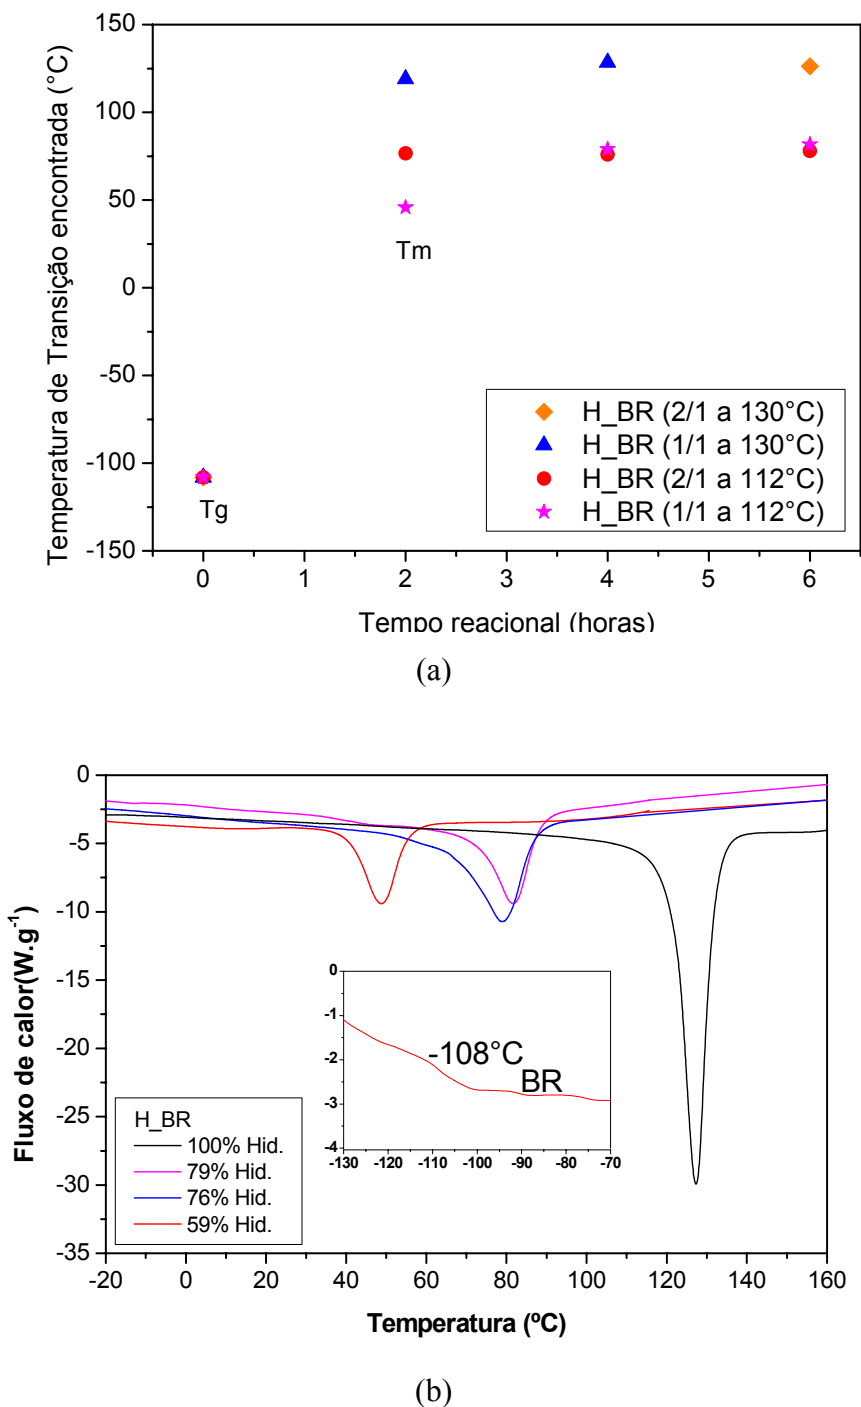 Temperatura de Transição encontrada (°C)
150
100
50
0
-50
-100
-150
Tm
Tg
H_BR (2/1 a 130°C)
H_BR (1/1 a 130°C)
H_BR (2/1 a 112°C)
H_BR (1/1 a 112°C)
0 1 2 3 4 5 6
Tempo reacional (horas)
(a)
Fluxo de calor(W.g-1)
0
-5
-10
-15
-20
-25
-30
-35
0
-1
-2
-3
-4
-108°C
BR
-130 -120 -110 -100 -90 -80 -70
H_BR
100% Hid.
79% Hid.
76% Hid.
59% Hid.
-20 0 20 40 60 80 100 120 140 160
Temperatura (ºC)
(b)